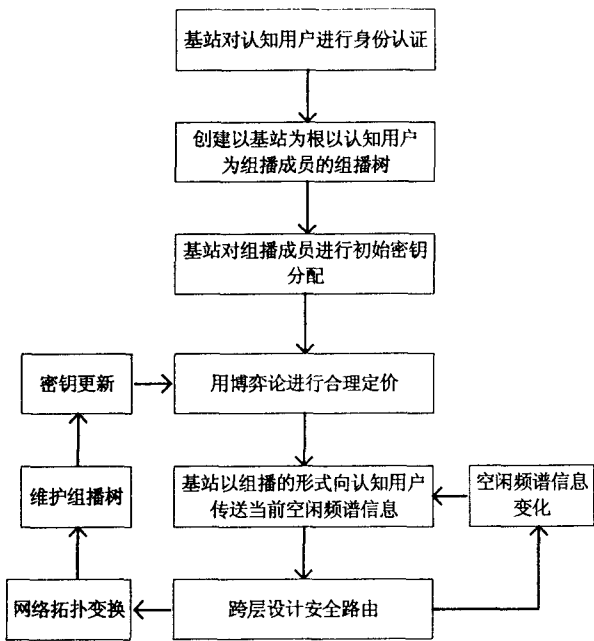 基站对认知用户进行身份认证
创建以基站为根以认知用户
为组播成员的组播树
基站对组播成员进行初始密钥
分配
密钥更新
用博弈论进行合理定价
维护组播树
基站以组播的形式向认知用户
传送当前空闲频谱信息
空闲频谱信息
变化
网络拓扑变换
跨层设计安全路由